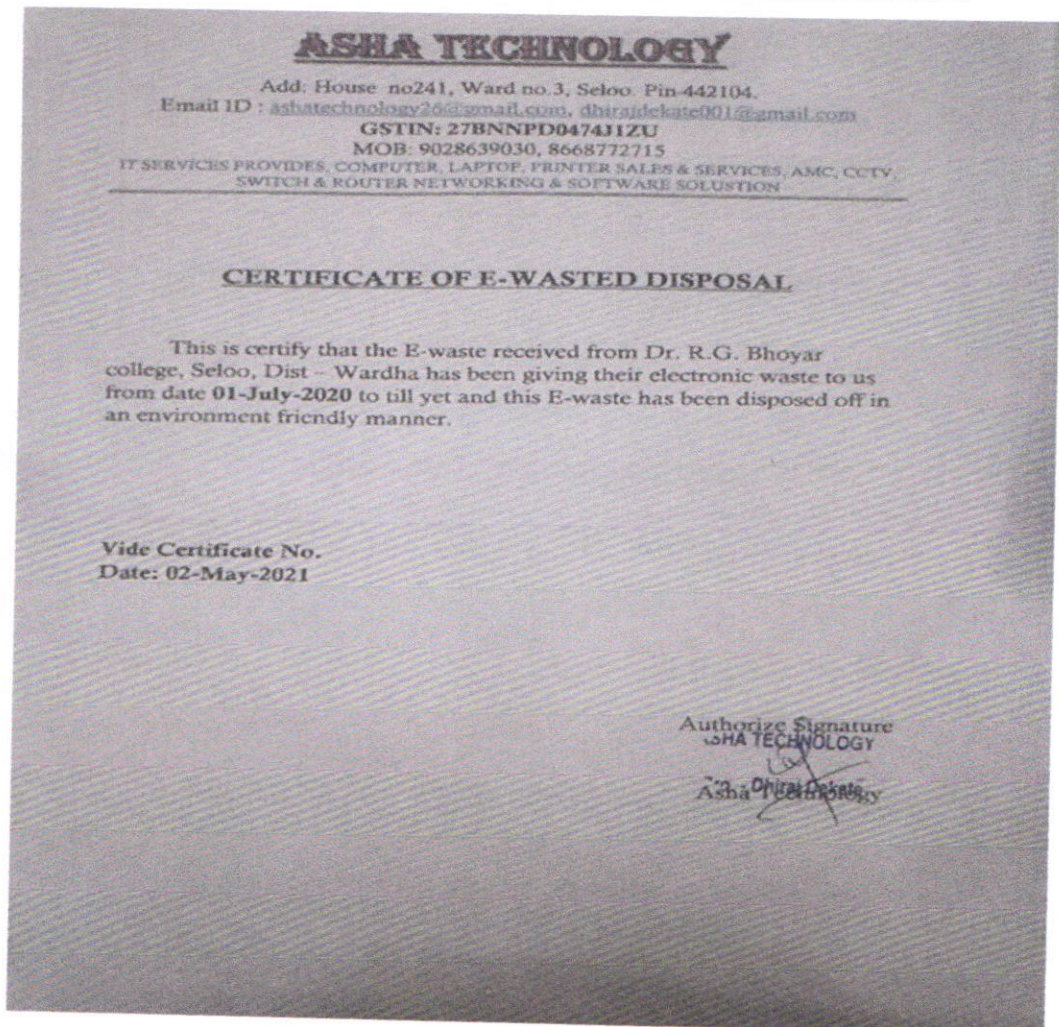 ASHA TECHNOLOGY
Add: House no241, Ward no.3, Seloo. Pin-442104.
Email ID : ashatechnology26@gmail.com, dhirajdekate001@gmail.com
GSTIN: 27BNNPD0474J1ZU
MOB: 9028639030, 8668772715
IT SERVICES PROVIDES, COMPUTER, LAPTOP, PRINTER SALES & SERVICES, AMC, CCTV,
SWITCH & ROUTER NETWORKING & SOFTWARE SOLUSTION
CERTIFICATE OF E-WASTED DISPOSAL
This is certify that the E-waste received from Dr. R.G. Bhoyar
college, Seloo, Dist – Wardha has been giving their electronic waste to us
from date 01-July-2020 to till yet and this E-waste has been disposed off in
an environment friendly manner.
Vide Certificate No.
Date: 02-May-2021
Authorize Signature
SHA TECHNOLOGY
Dhiraj Dekate
Asha Technology